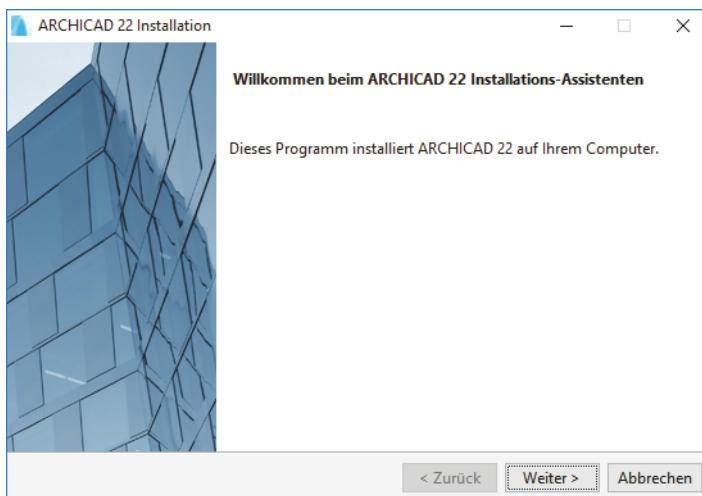 ARCHICAD 22 Installation
Willkommen beim ARCHICAD 22 Installations-Assistenten
Dieses Programm installiert ARCHICAD 22 auf Ihrem Computer.
< Zurück Weiter > Abbrechen